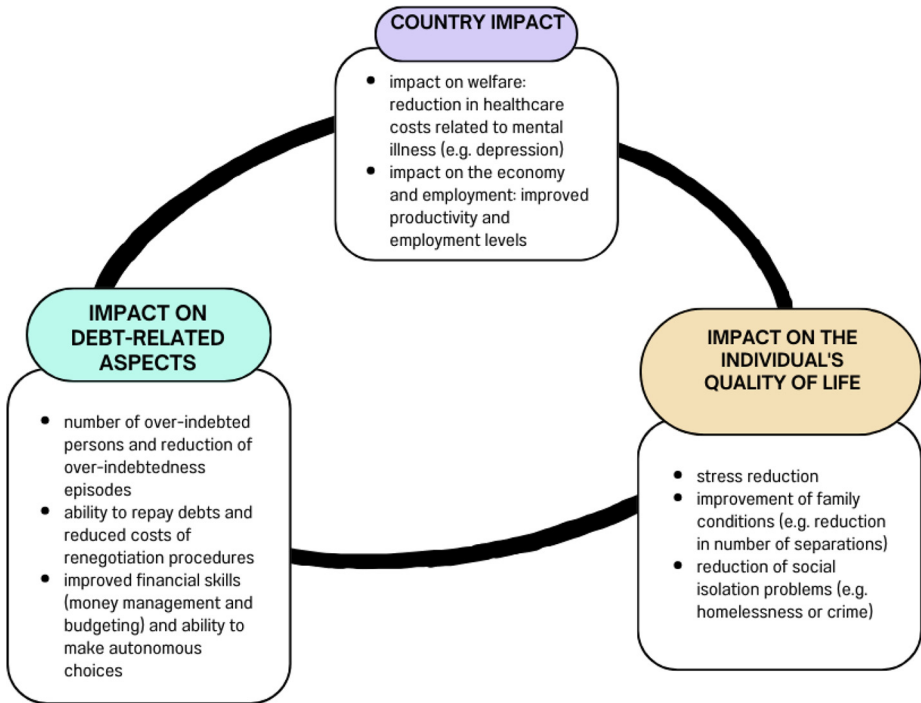 COUNTRY IMPACT
• impact on welfare:
reduction in healthcare
costs related to mental
illness (e.g. depression)
• impact on the economy
and employment: improved
productivity and
employment levels
IMPACT ON
DEBT-RELATED
ASPECTS
• number of over-indebted
persons and reduction of
over-indebtedness
episodes
• ability to repay debts and
reduced costs of
renegotiation procedures
• improved financial skills
(money management and
budgeting) and ability to
make autonomous
choices
IMPACT ON THE
INDIVIDUAL'S
QUALITY OF LIFE
• stress reduction
• improvement of family
conditions (e.g. reduction
in number of separations)
• reduction of social
isolation problems (e.g.
homelessness or crime)